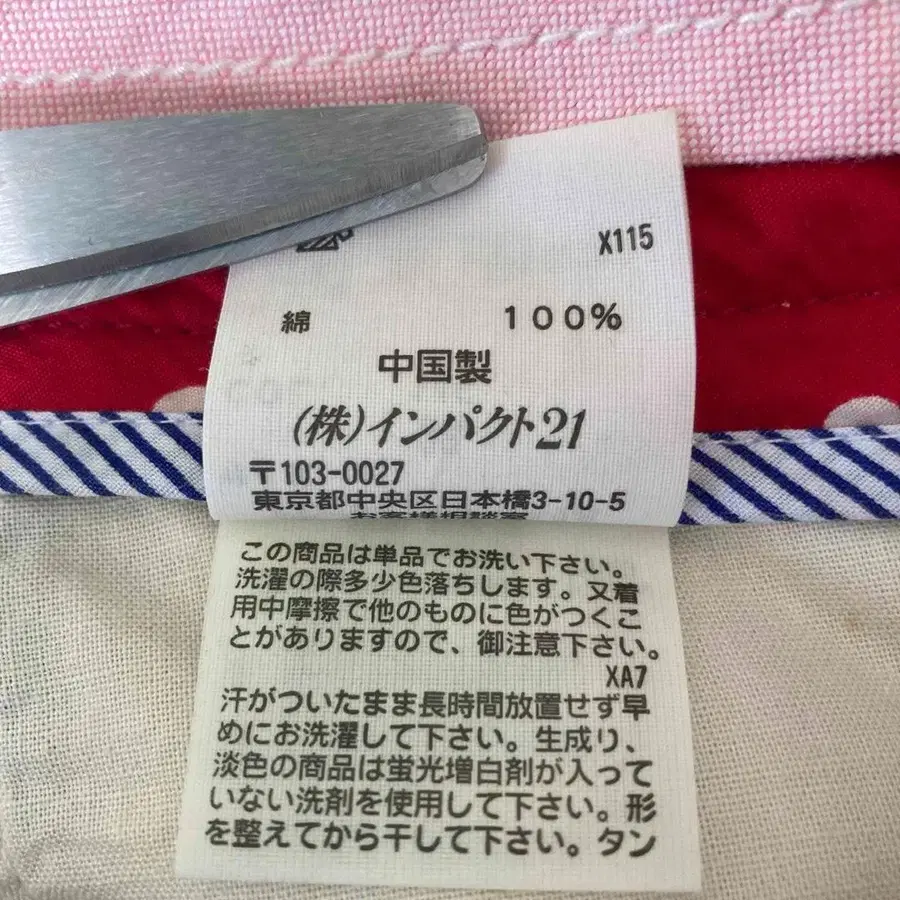 X115
綿 100%
中国製
(株)インパクト21
〒103-0027
東京都中央区日本橋3-10-5
お客様相談室
この商品は単品でお洗い下さい。
洗濯の際多少色落ちします。又着
用中摩擦で他のものに色がつくこ
とがありますので、御注意下さい。
XA7
汗がついたまま長時間放置せず早
めにお洗濯して下さい。生成り、
淡色の商品は蛍光増白剤が入って
いない洗剤を使用して下さい。形
を整えてから干して下さい。タン